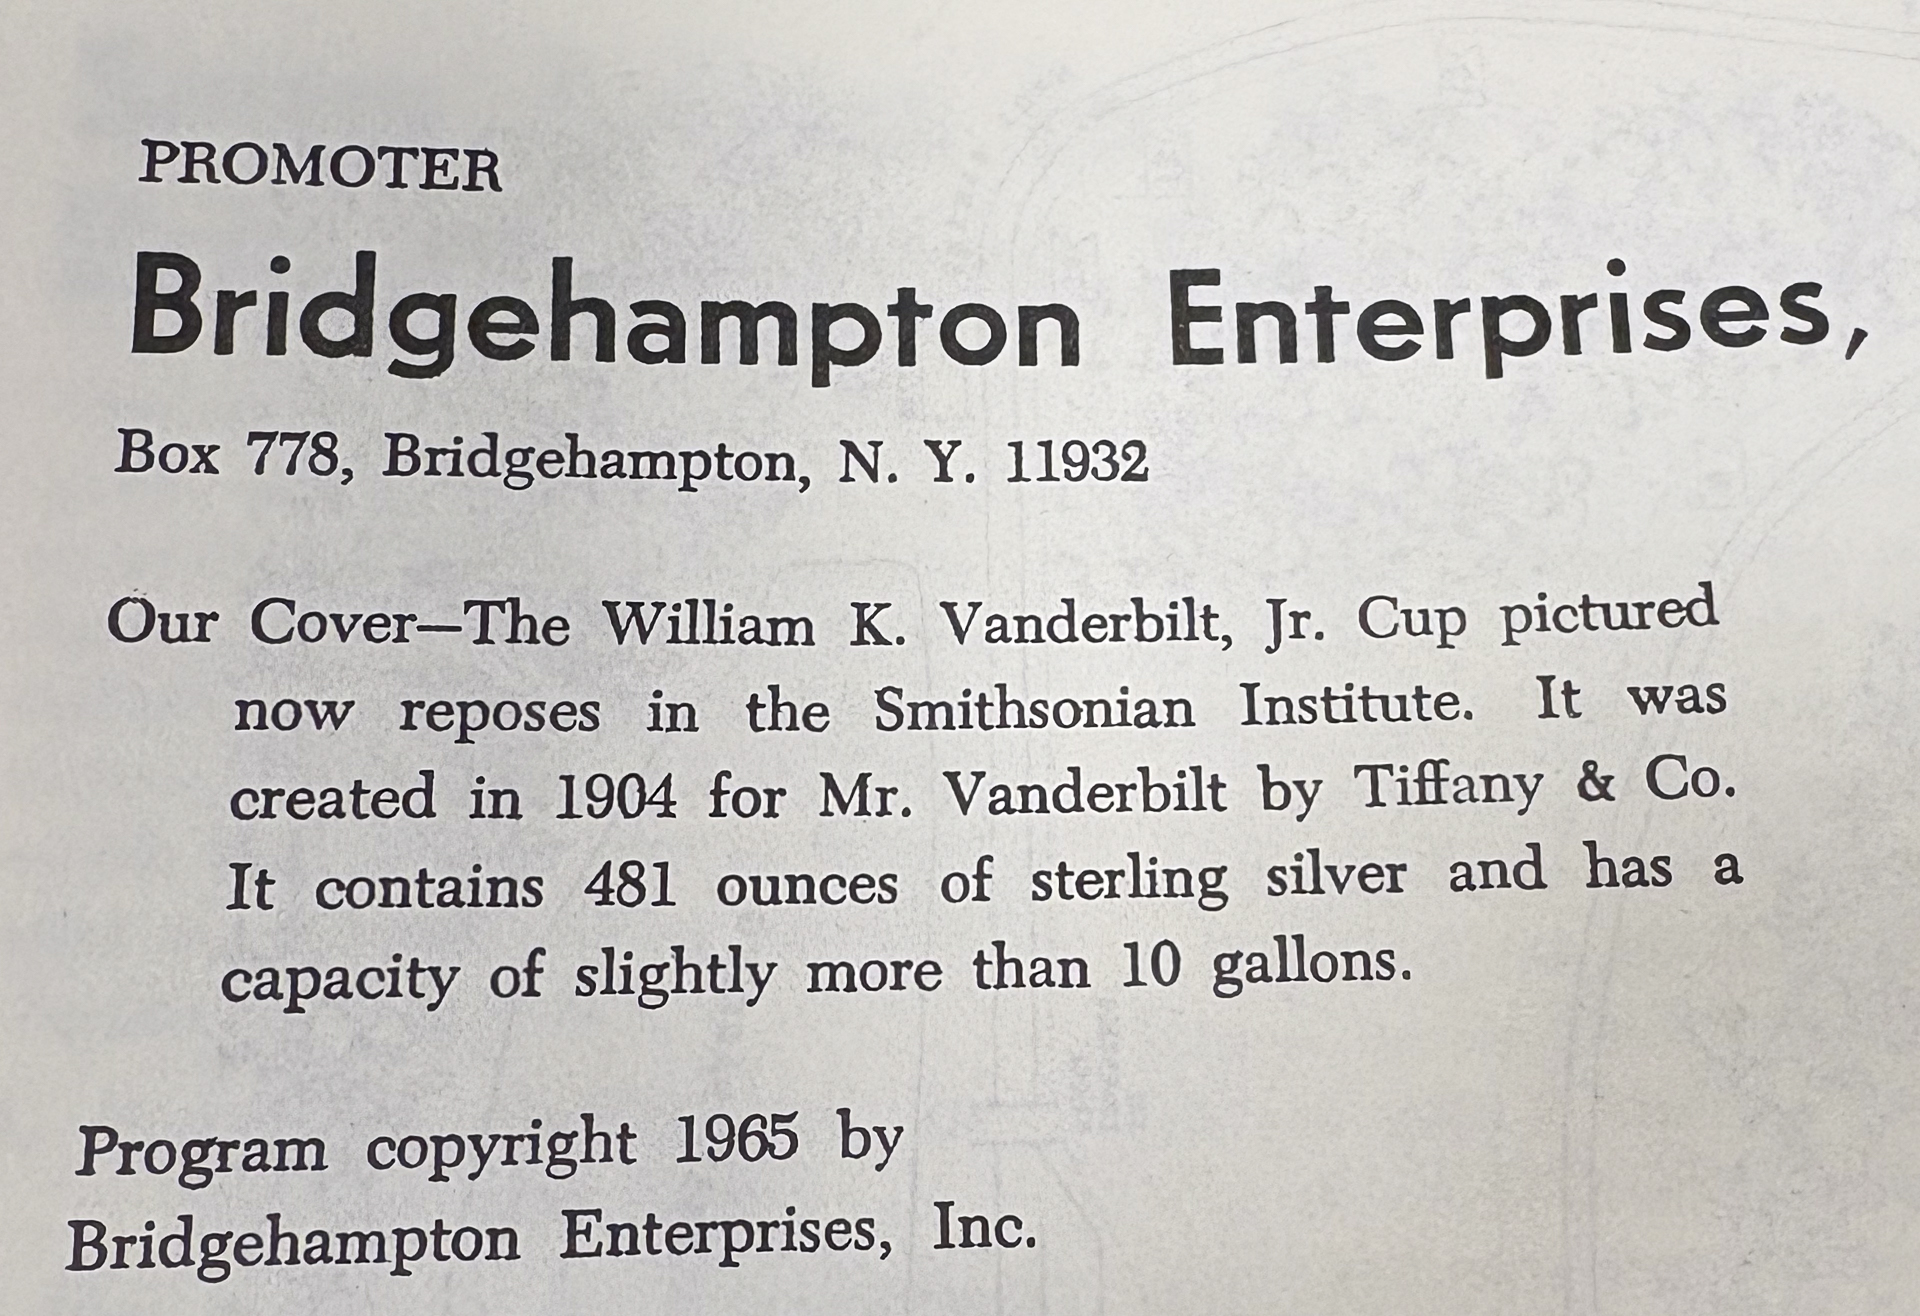 PROMOTER
Bridgehampton Enterprises,
Box 778, Bridgehampton, N. Y. 11932
Our Cover—The William K. Vanderbilt, Jr. Cup pictured
now reposes in the Smithsonian Institute. It was
created in 1904 for Mr. Vanderbilt by Tiffany & Co.
It contains 481 ounces of sterling silver and has a
capacity of slightly more than 10 gallons.
Program copyright 1965 by
Bridgehampton Enterprises, Inc.